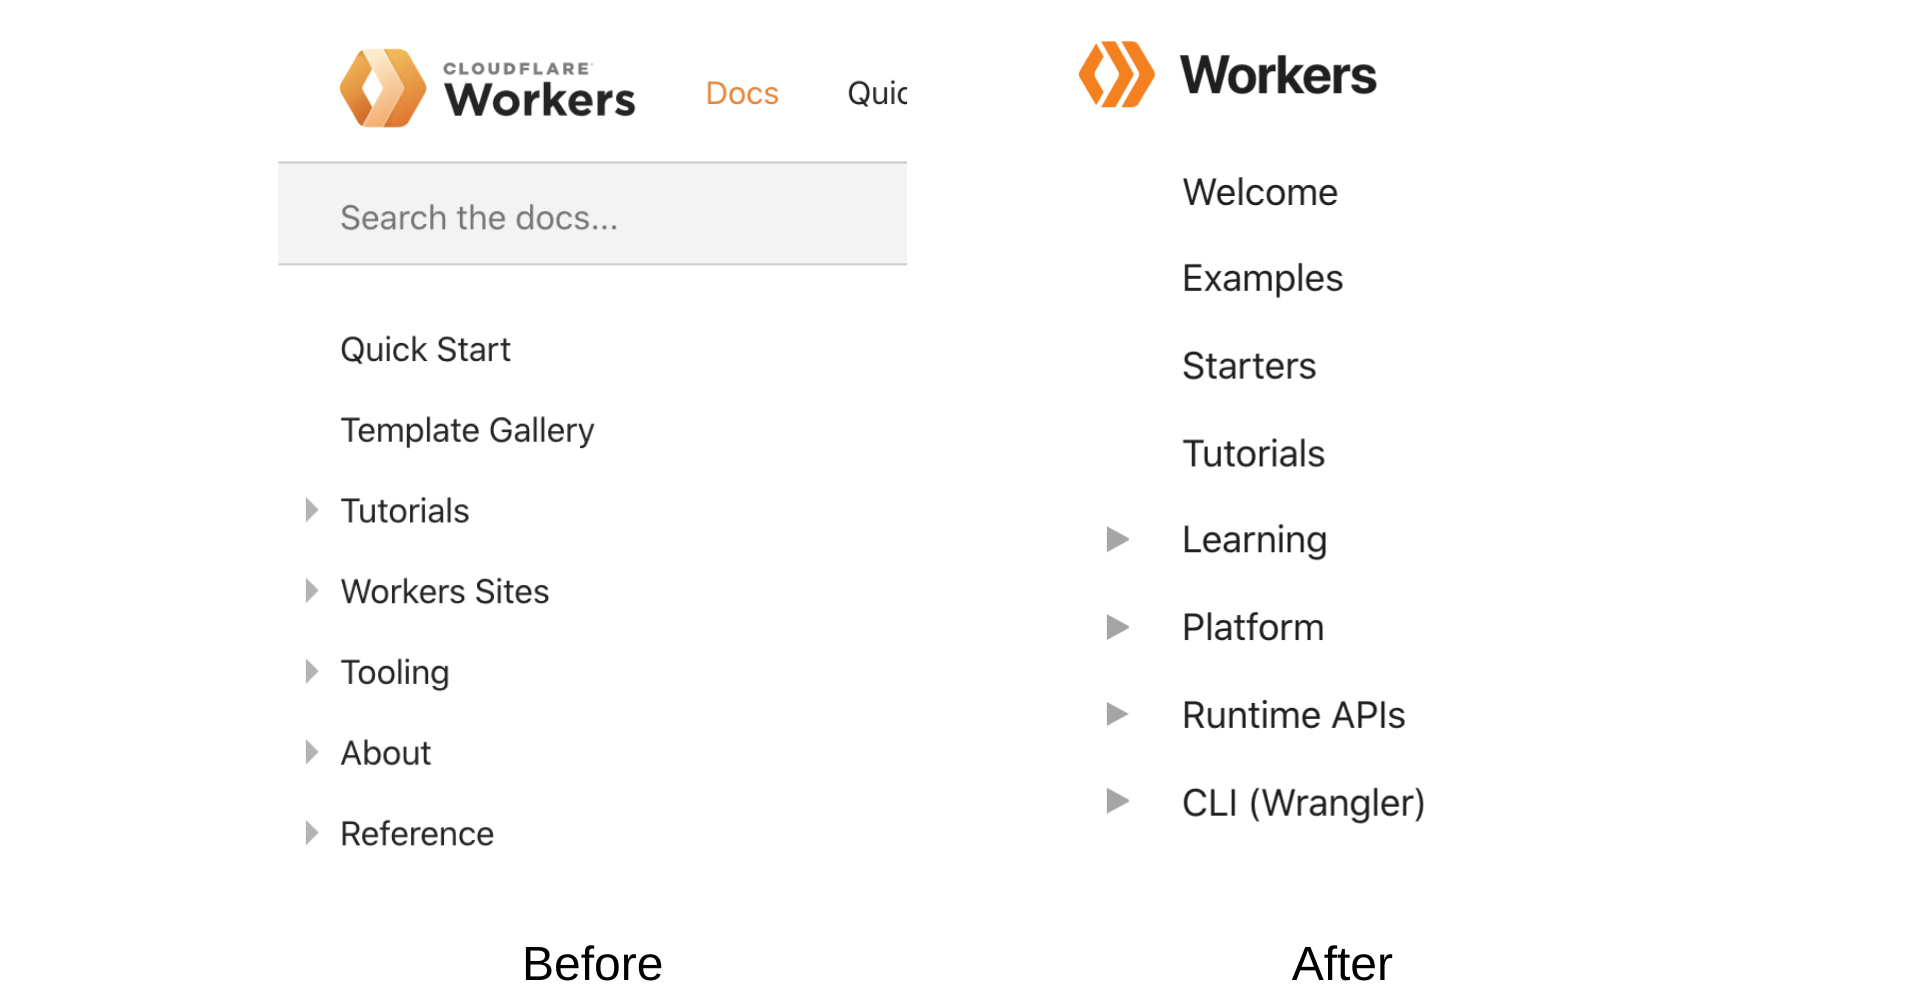 CLOUDFLARE
Workers
Docs
Quic
Search the docs...
Quick Start
Template Gallery
Tutorials
Workers Sites
Tooling
About
Reference
Before
Workers
Welcome
Examples
Starters
Tutorials
Learning
Platform
Runtime APIs
CLI (Wrangler)
After